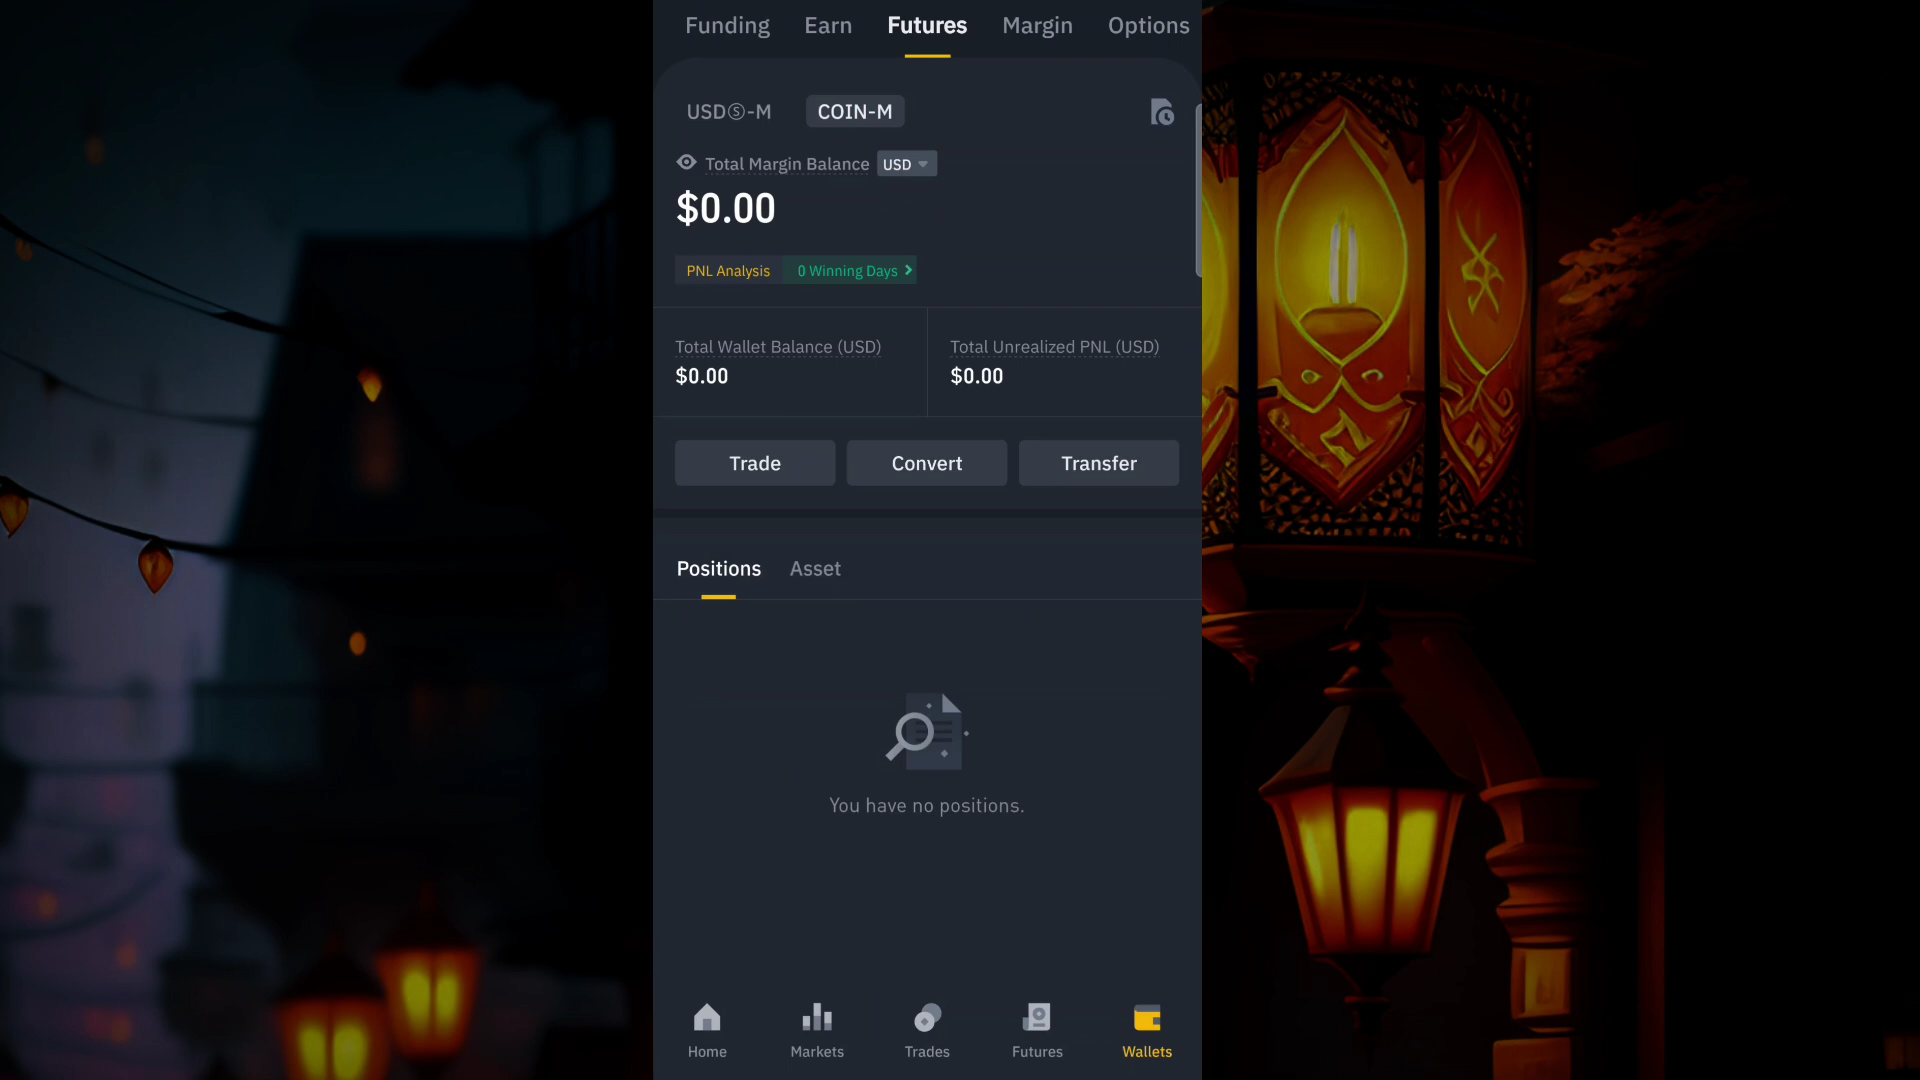 Funding Earn Futures Margin Options
USDⓈ-M COIN-M
Total Margin Balance USD
$0.00
PNL Analysis 0 Winning Days
Total Wallet Balance (USD) Total Unrealized PNL (USD)
$0.00 $0.00
Trade Convert Transfer
Positions Asset
You have no positions.
Home Markets Trades Futures Wallets